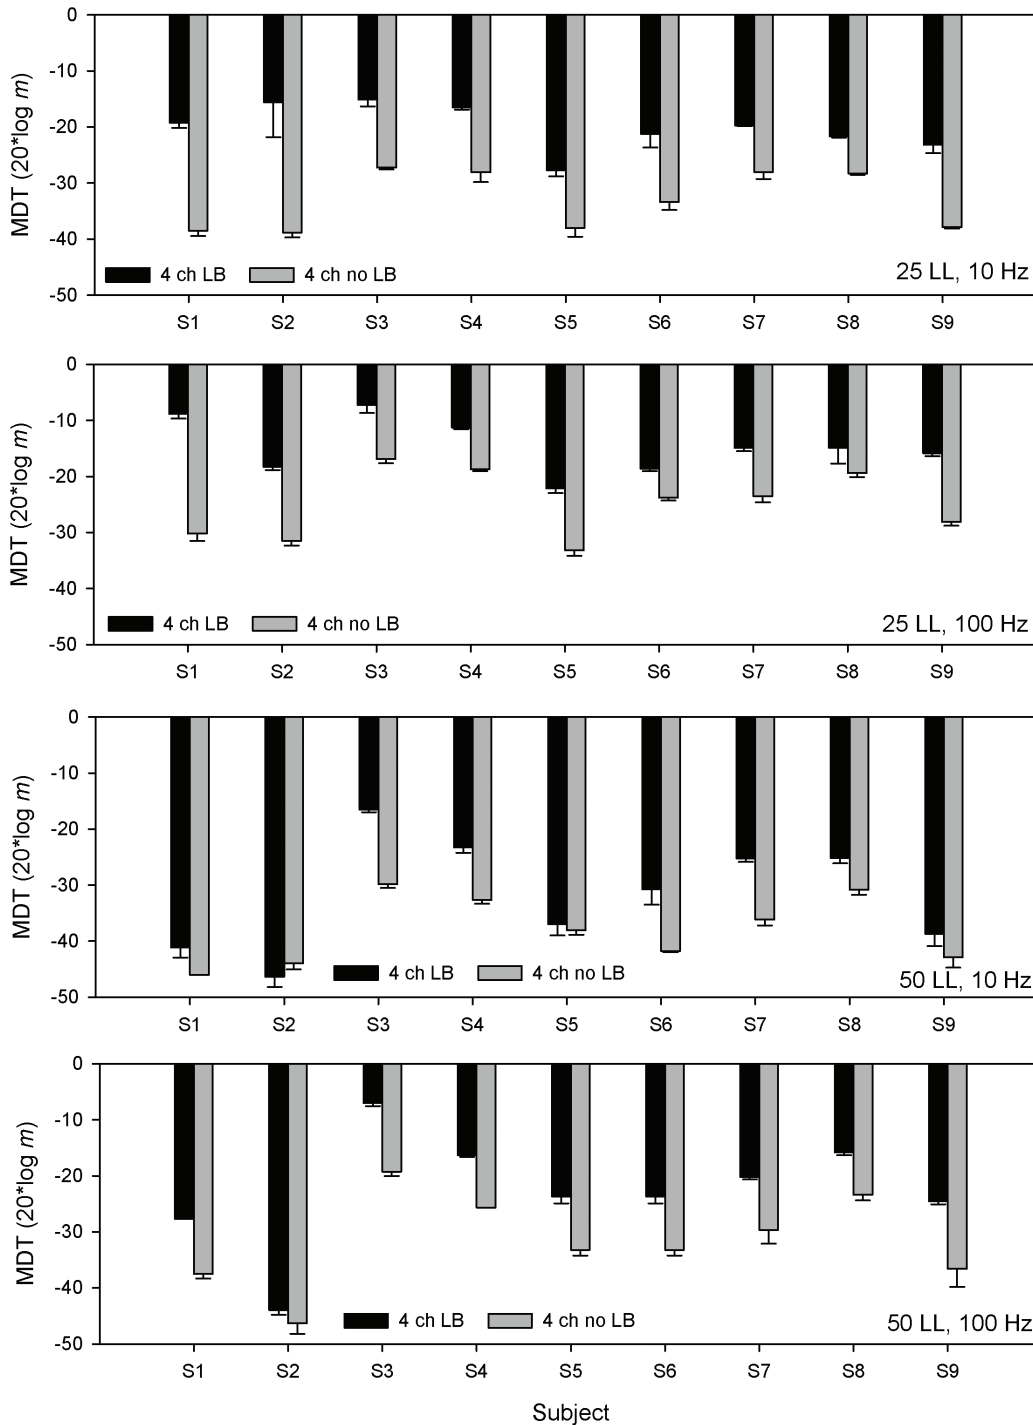 0
-10
-20
-30
-40
-50
MDT (20*log m)
4 ch LB 4 ch no LB
25 LL, 10 Hz
S1 S2 S3 S4 S5 S6 S7 S8 S9
0
-10
-20
-30
-40
-50
MDT (20*log m)
4 ch LB 4 ch no LB
25 LL, 100 Hz
S1 S2 S3 S4 S5 S6 S7 S8 S9
0
-10
-20
-30
-40
-50
MDT (20*log m)
4 ch LB 4 ch no LB
50 LL, 10 Hz
S1 S2 S3 S4 S5 S6 S7 S8 S9
0
-10
-20
-30
-40
-50
MDT (20*log m)
4 ch LB 4 ch no LB
50 LL, 100 Hz
S1 S2 S3 S4 S5 S6 S7 S8 S9
Subject